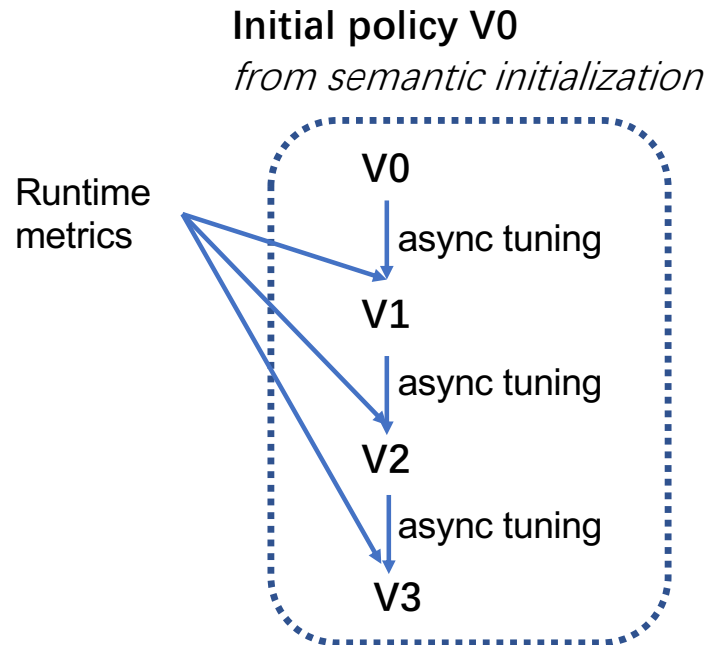 Initial policy V0
from semantic initialization
V0
Runtime
metrics
async tuning
V1
async tuning
V2
async tuning
V3